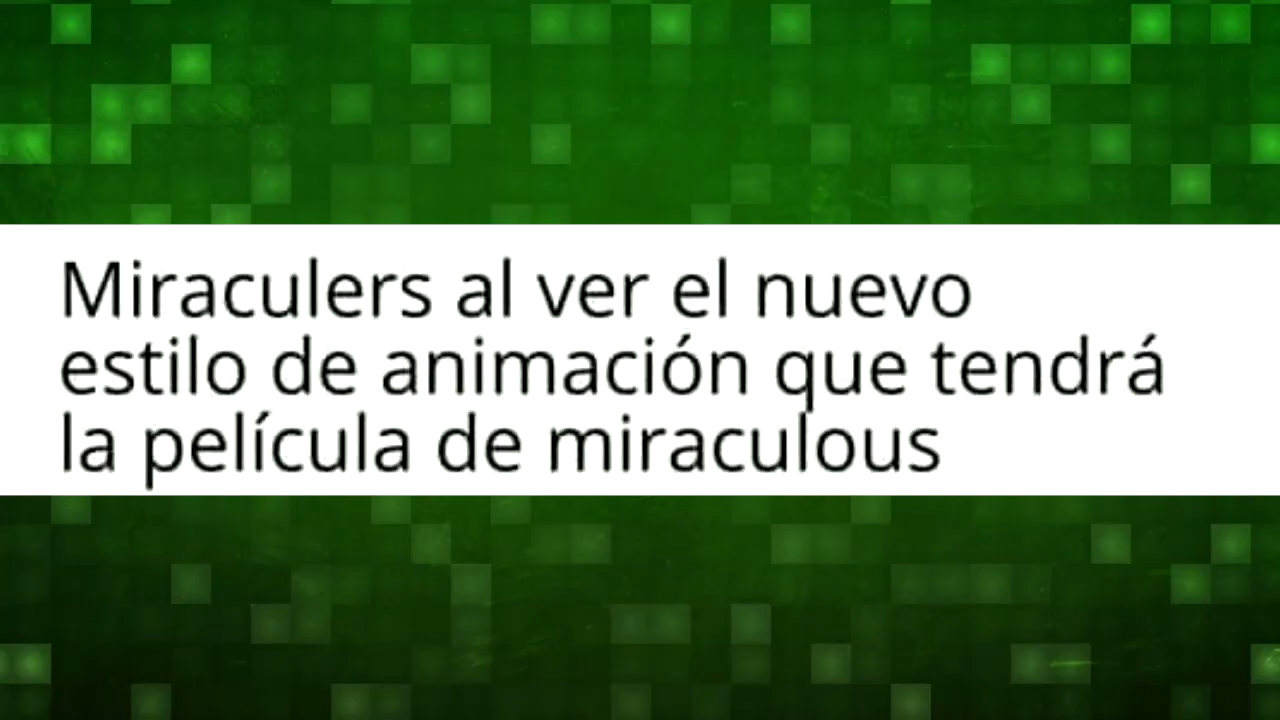 Miraculers al ver el nuevo
estilo de animación que tendrá
la película de miraculous